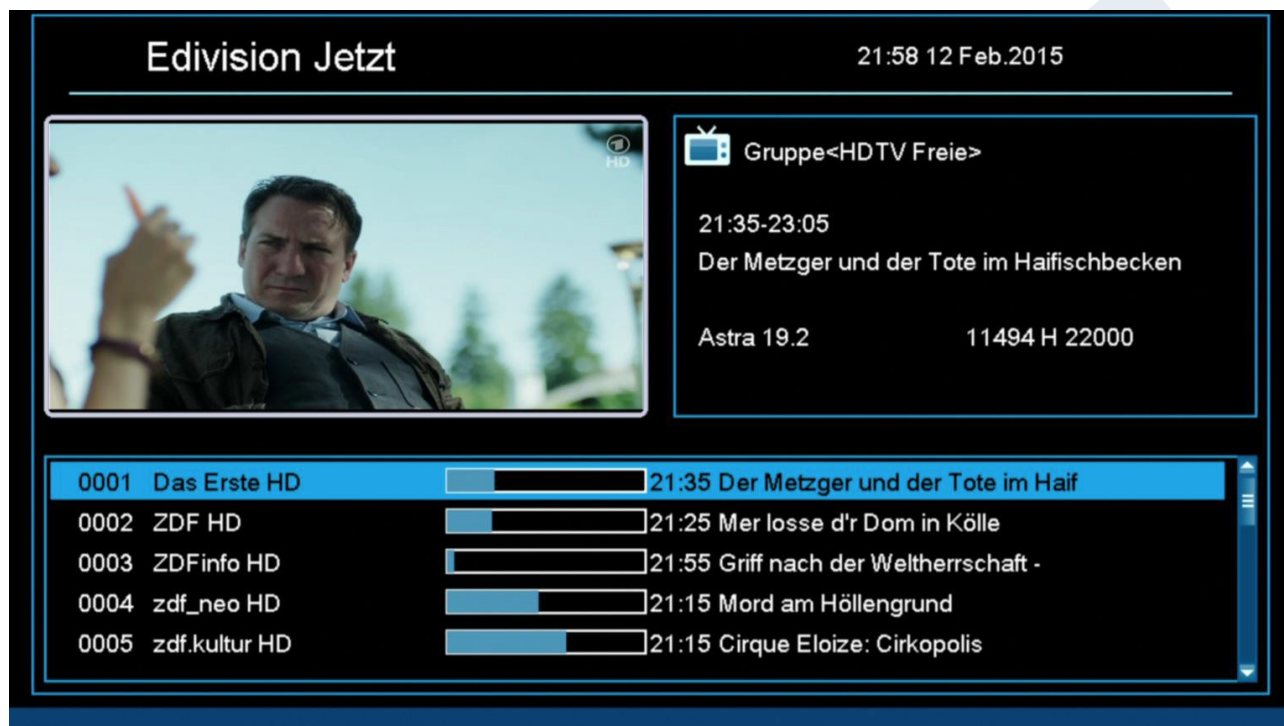 Edivision Jetzt
21:58 12 Feb.2015
HD
Gruppe<HDTV Freie>
21:35-23:05
Der Metzger und der Tote im Haifischbecken
Astra 19.2 11494 H 22000
0001 Das Erste HD 21:35 Der Metzger und der Tote im Haif
0002 ZDF HD 21:25 Mer losse d'r Dom in Kölle
0003 ZDFinfo HD 21:55 Griff nach der Weltherrschaft -
0004 zdf_neo HD 21:15 Mord am Höllengrund
0005 zdf.kultur HD 21:15 Cirque Eloize: Cirkopolis